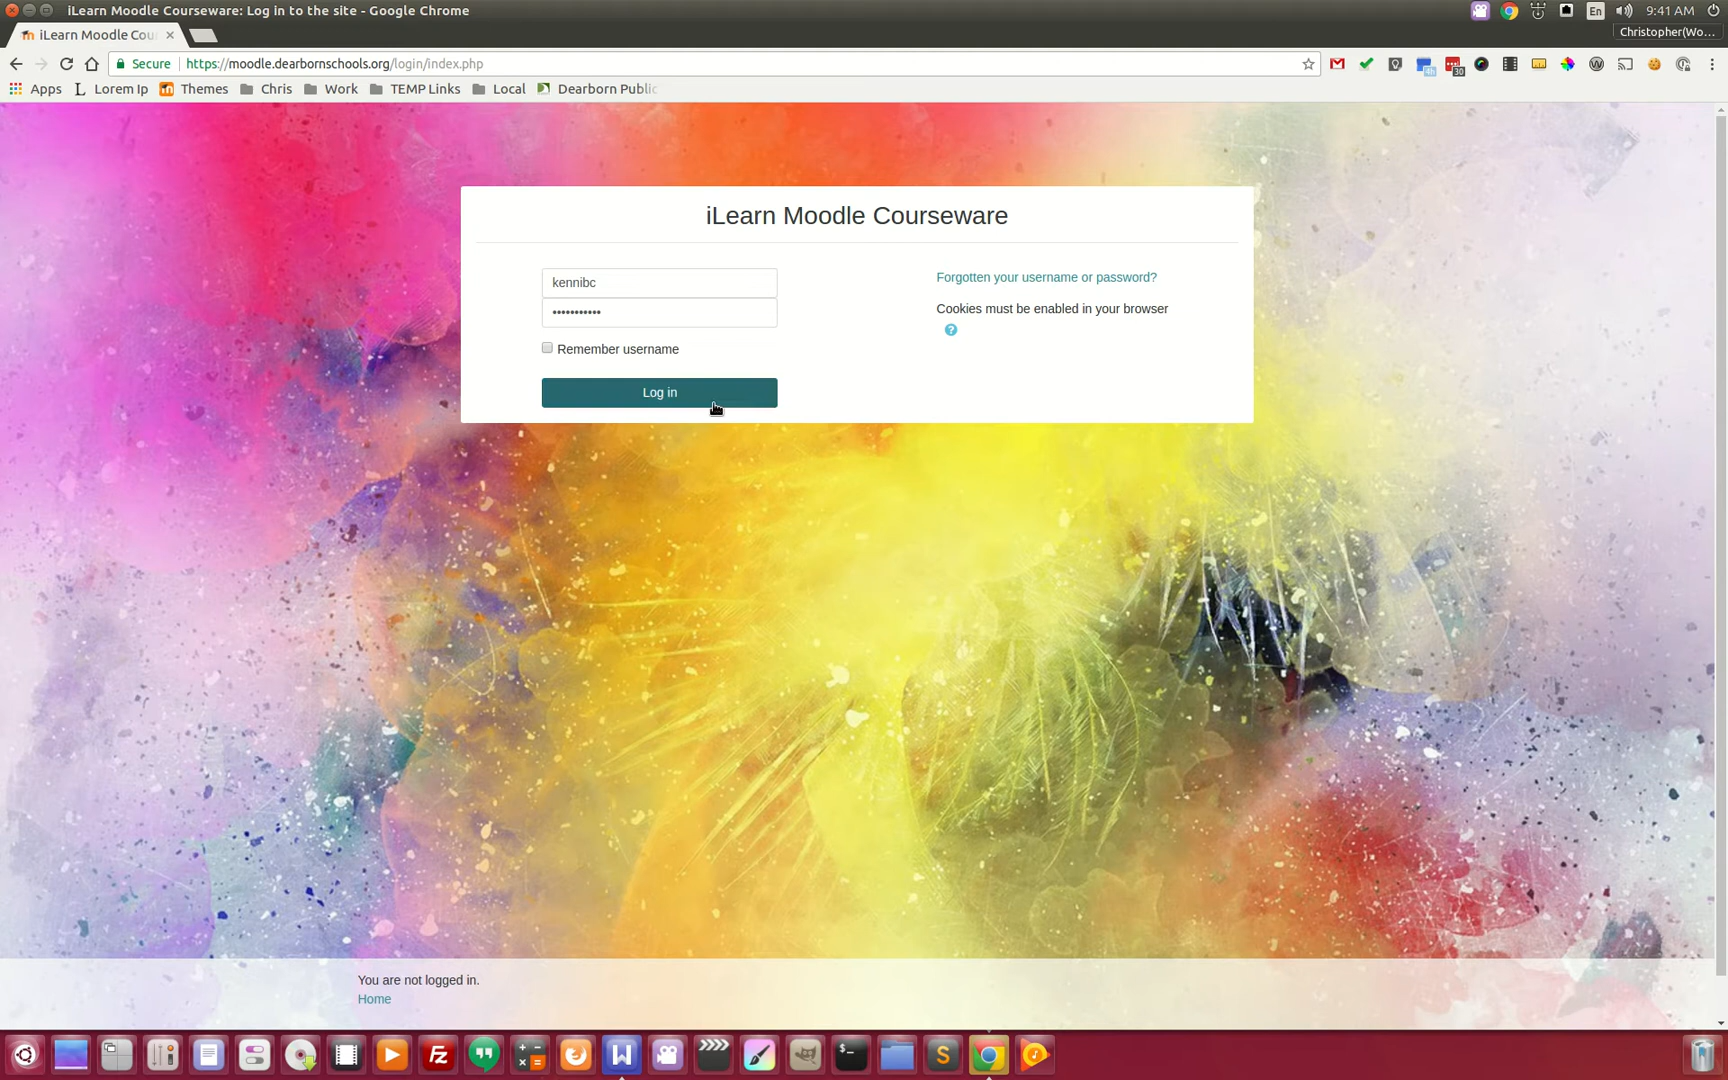 iLearn Moodle Courseware: Log in to the site - Google Chrome
En
9:41 AM
iLearn Moodle Cou
Christopher(Wo...
Secure
https://moodle.dearbornschools.org/login/index.php
30
Apps
Lorem Ip
Themes
Chris
Work
TEMP Links
Local
Dearborn Public
iLearn Moodle Courseware
kennibc
•••••••••••
Remember username
Log in
Forgotten your username or password?
Cookies must be enabled in your browser
?
You are not logged in.
Home